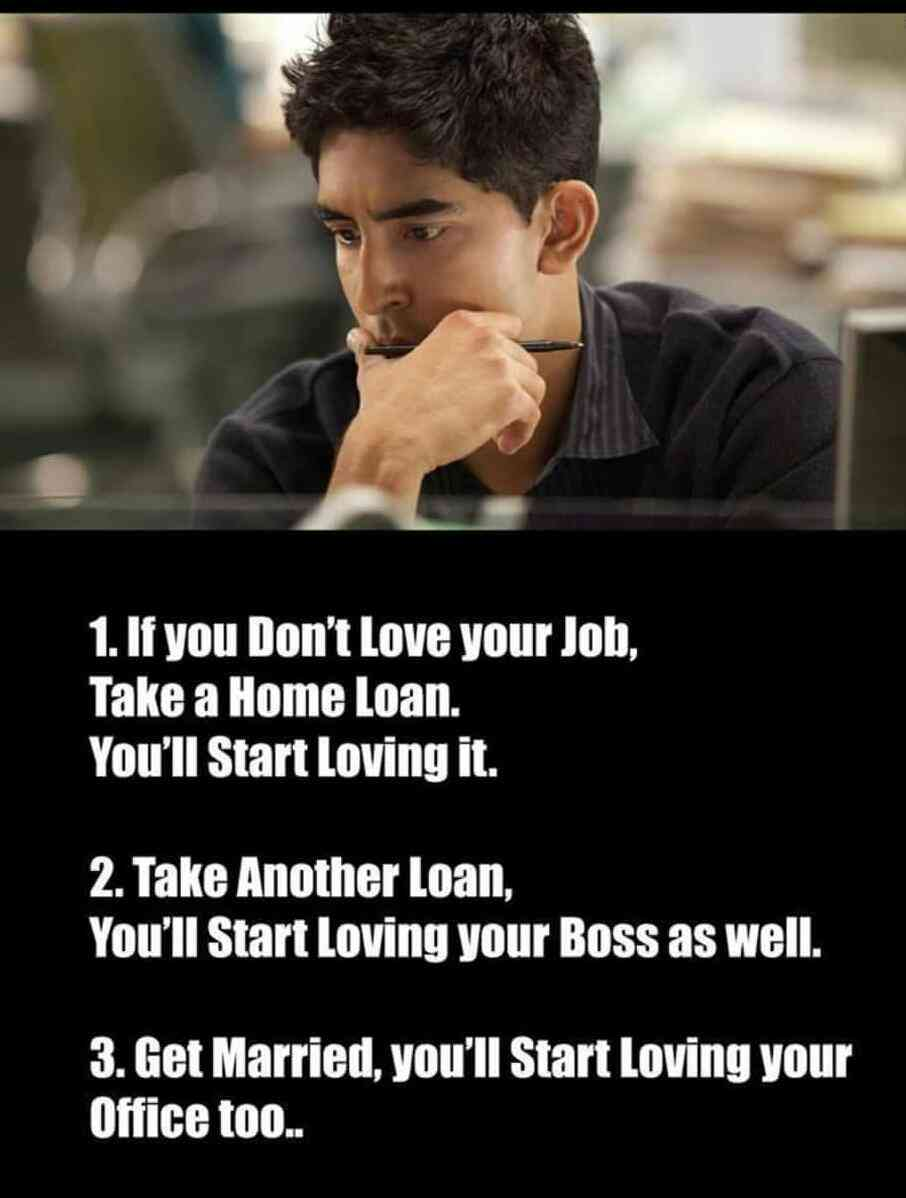 1. If you Don't Love your Job,
Take a Home Loan.
You'll Start Loving it.
2. Take Another Loan,
You'll Start Loving your Boss as well.
3. Get Married, you'll Start Loving your
Office too..